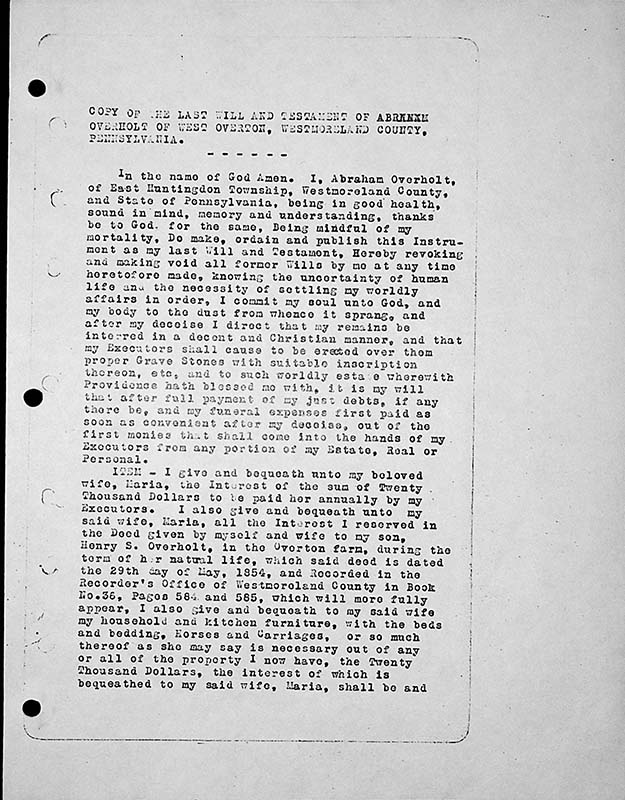 COPY OF THE LAST WILL AND TESTAMENT OF ABRXNXM
OVERHOLT OF WEST OVERTON, WESTMORELAND COUNTY,
PENNSYLVANIA.
- - - - - -
In the name of God Amen. I, Abraham Overholt,
of East Huntingdon Township, Westmoreland County,
and State of Pennsylvania, being in good health,
sound in mind, memory and understanding, thanks
be to God. for the same, Being mindful of my
mortality, Do make, ordain and publish this Instru-
ment as my last Will and Testament, Hereby revoking
and making void all former Wills by me at any time
heretofore made, knowing the uncertainty of human
life and the necessity of settling my worldly
affairs in order, I commit my soul unto God, and
my body to the dust from whence it sprang, and
after my deceise I direct that my remains be
interred in a decent and Christian manner, and that
my Executors shall cause to be erected over them
proper Grave Stones with suitable inscription
thereon, etc, and to such worldly estate wherewith
Providence hath blessed me with, it is my will
that after full payment of my just debts, if any
there be, and my funeral expenses first paid as
soon as convenient after my deceise, out of the
first monies that shall come into the hands of my
Executors from any portion of my Estate, Real or
Personal.
ITEM - I give and bequeath unto my beloved
wife, Maria, the Interest of the sum of Twenty
Thousand Dollars to be paid her annually by my
Executors. I also give and bequeath unto my
said wife, Maria, all the Interest I reserved in
the Deed given by myself and wife to my son,
Henry S. Overholt, in the Overton farm, during the
term of her natural life, which said deed is dated
the 29th day of May, 1854, and Recorded in the
Recorder's Office of Westmoreland County in Book
No.36, Pages 584 and 585, which will more fully
appear, I also give and bequeath to my said wife
my household and kitchen furniture, with the beds
and bedding, Horses and Carriages, or so much
thereof as she may say is necessary out of any
or all of the property I now have, the Twenty
Thousand Dollars, the interest of which is
bequeathed to my said wife, Maria, shall be and